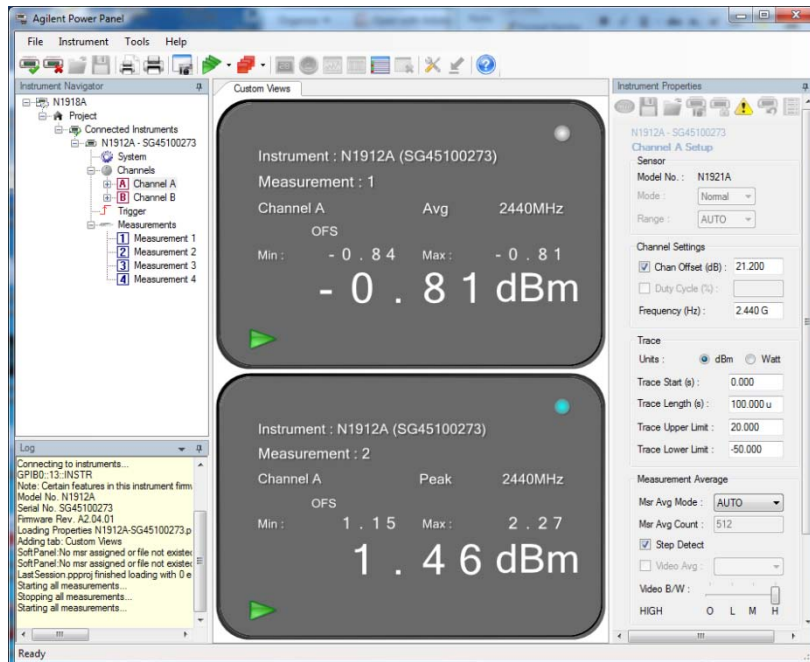 Agilent Power Panel
File Instrument Tools Help
Instrument Navigator
N1918A
Project
Connected Instruments
N1912A - SG45100273
System
Channels
A Channel A
B Channel B
Trigger
Measurements
1 Measurement 1
2 Measurement 2
3 Measurement 3
4 Measurement 4
Log
Connecting to instruments...
GPIB0::13::INSTR
Note: Certain features in this instrument firm
Model No. N1912A
Serial No. SG45100273
Firmware Rev. A2.04.01
Loading Properties N1912A-SG45100273.p
Adding tab: Custom Views
SoftPanel:No msr assigned or file not existed
SoftPanel:No msr assigned or file not existed
LastSession.ppproj finished loading with 0 e
Starting all measurements...
Stopping all measurements...
Starting all measurements...
Ready
Custom Views
Instrument : N1912A (SG45100273)
Measurement : 1
Channel A Avg 2440MHz
OFS
Min : - 0 . 84 Max : - 0 . 81
- 0 . 81 dBm
Instrument : N1912A (SG45100273)
Measurement : 2
Channel A Peak 2440MHz
OFS
Min : 1 . 15 Max : 2 . 27
1 . 46 dBm
Instrument Properties
N1912A - SG45100273
Channel A Setup
Sensor
Model No. : N1921A
Mode : Normal
Range : AUTO
Channel Settings
Chan Offset (dB) : 21.200
Duty Cycle (%) :
Frequency (Hz) : 2.440 G
Trace
Units : dBm Watt
Trace Start (s) : 0.000
Trace Length (s) : 100.000 u
Trace Upper Limit : 20.000
Trace Lower Limit : -50.000
Measurement Average
Msr Avg Mode : AUTO
Msr Avg Count : 512
Step Detect
Video Avg :
Video B/W :
HIGH O L M H